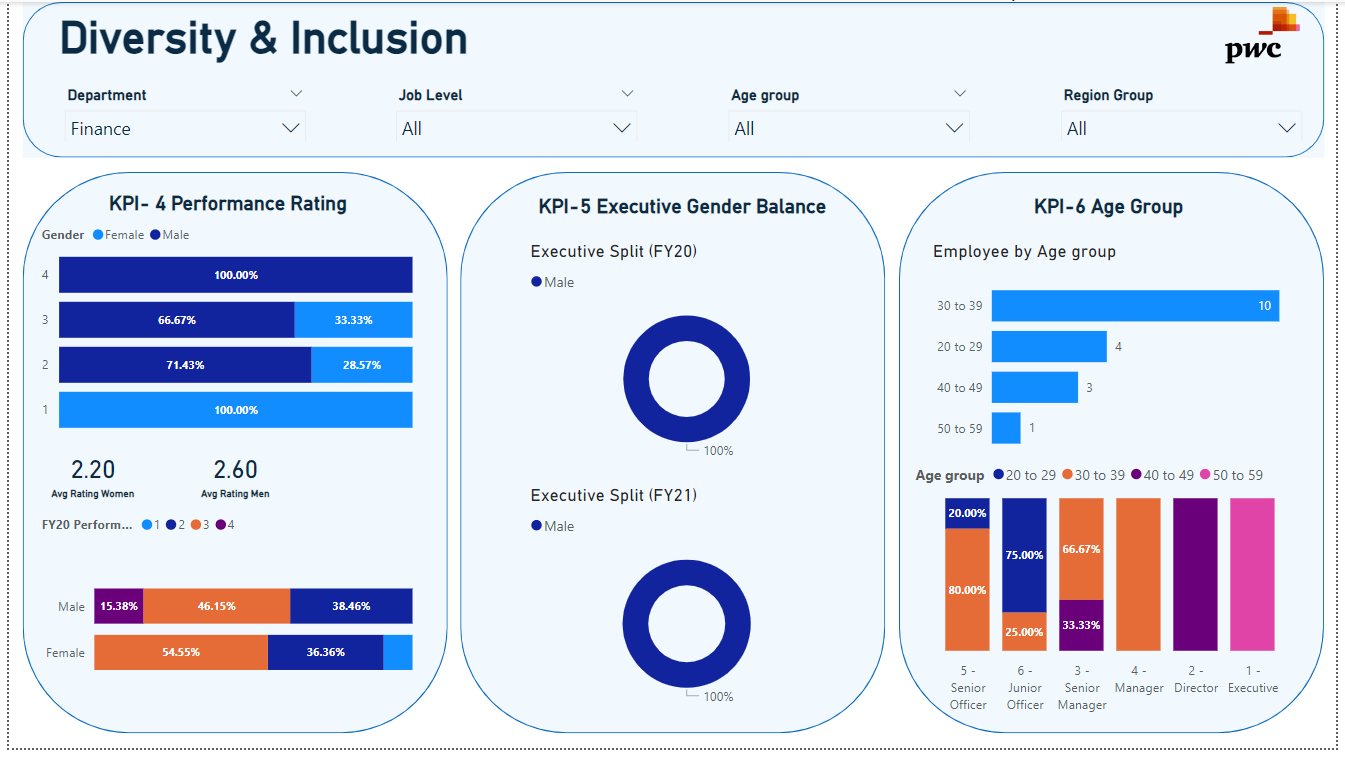 Diversity & Inclusion
pwc
Department
Job Level
Age group
Region Group
Finance
All
All
All
KPI- 4 Performance Rating
Gender Female Male
4 100.00%
3 66.67% 33.33%
2 71.43% 28.57%
1 100.00%
2.20 2.60
Avg Rating Women Avg Rating Men
FY20 Perform... 1 2 3 4
Male 15.38% 46.15% 38.46%
Female 54.55% 36.36%
KPI-5 Executive Gender Balance
Executive Split (FY20)
Male
100%
Executive Split (FY21)
Male
100%
KPI-6 Age Group
Employee by Age group
30 to 39 10
20 to 29 4
40 to 49 3
50 to 59 1
Age group 20 to 29 30 to 39 40 to 49 50 to 59
20.00%
80.00%
75.00%
25.00%
66.67%
33.33%
5 -
Senior
Officer
6 -
Junior
Officer
3 -
Senior
Manager
4 -
Manager
2 -
Director
1 -
Executive